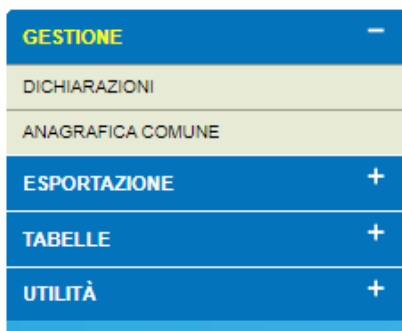 GESTIONE −
DICHIARAZIONI
ANAGRAFICA COMUNE
ESPORTAZIONE +
TABELLE +
UTILITÀ +